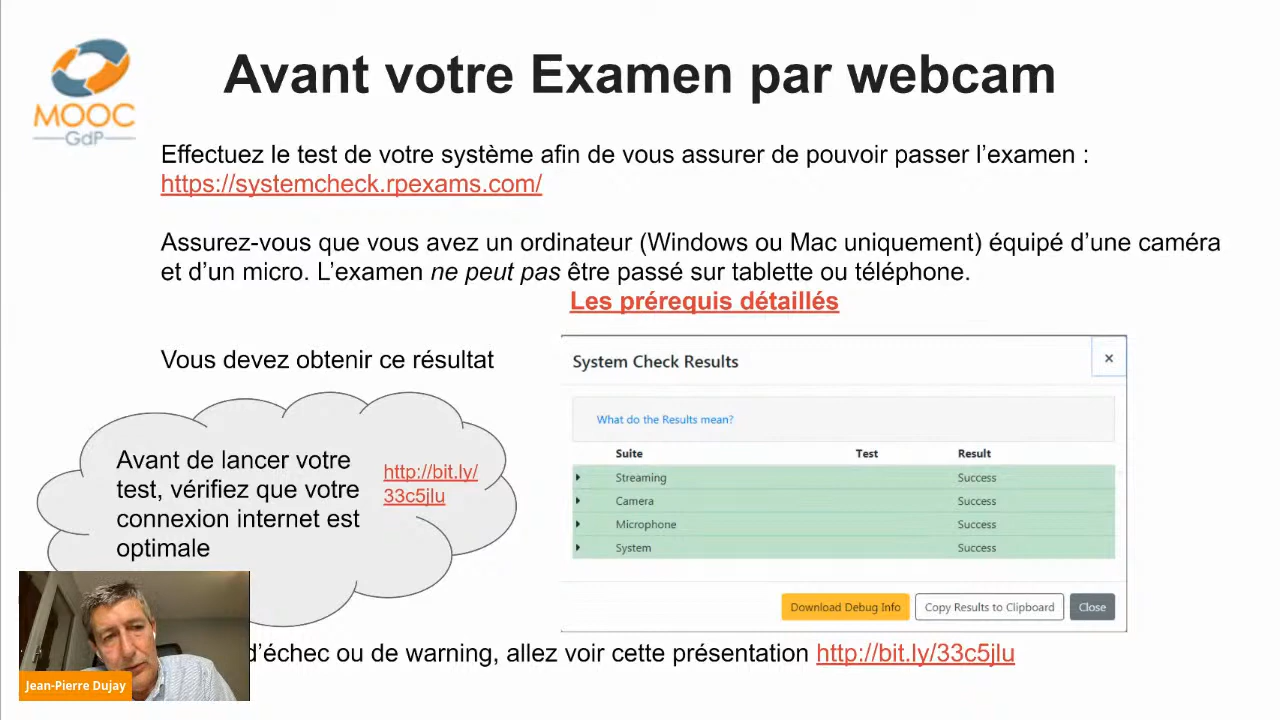 MOOC
GdP
Avant votre Examen par webcam
Effectuez le test de votre système afin de vous assurer de pouvoir passer l’examen :
https://systemcheck.rpexams.com/
Assurez-vous que vous avez un ordinateur (Windows ou Mac uniquement) équipé d’une caméra
et d’un micro. L’examen ne peut pas être passé sur tablette ou téléphone.
Les prérequis détaillés
Vous devez obtenir ce résultat
Avant de lancer votre
test, vérifiez que votre
connexion internet est
optimale
http://bit.ly/
33c5jlu
System Check Results
×
What do the Results mean?
Suite Test Result
Streaming Success
Camera Success
Microphone Success
System Success
Download Debug Info Copy Results to Clipboard Close
d’échec ou de warning, allez voir cette présentation http://bit.ly/33c5jlu
Jean-Pierre Dujay